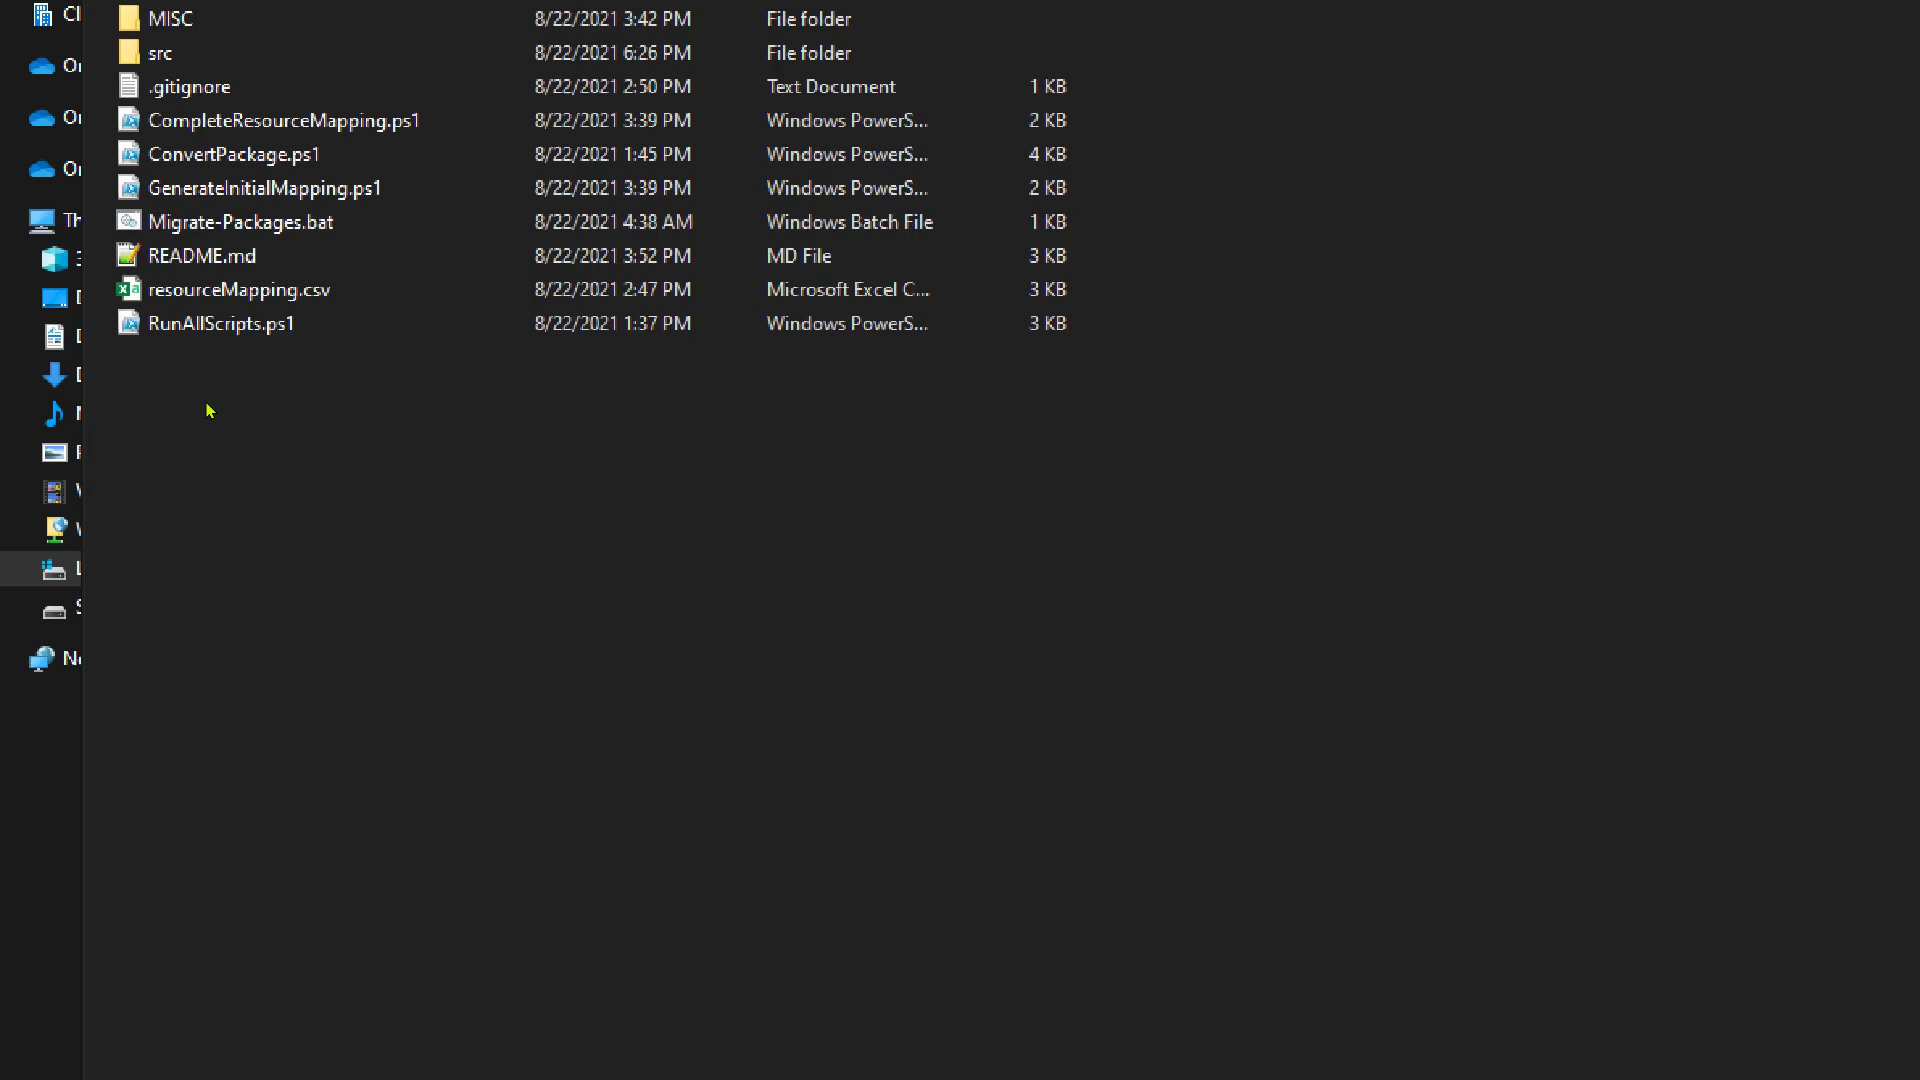 MISC 8/22/2021 3:42 PM File folder
src 8/22/2021 6:26 PM File folder
.gitignore 8/22/2021 2:50 PM Text Document 1 KB
CompleteResourceMapping.ps1 8/22/2021 3:39 PM Windows PowerS... 2 KB
ConvertPackage.ps1 8/22/2021 1:45 PM Windows PowerS... 4 KB
GenerateInitialMapping.ps1 8/22/2021 3:39 PM Windows PowerS... 2 KB
Migrate-Packages.bat 8/22/2021 4:38 AM Windows Batch File 1 KB
README.md 8/22/2021 3:52 PM MD File 3 KB
resourceMapping.csv 8/22/2021 2:47 PM Microsoft Excel C... 3 KB
RunAllScripts.ps1 8/22/2021 1:37 PM Windows PowerS... 3 KB